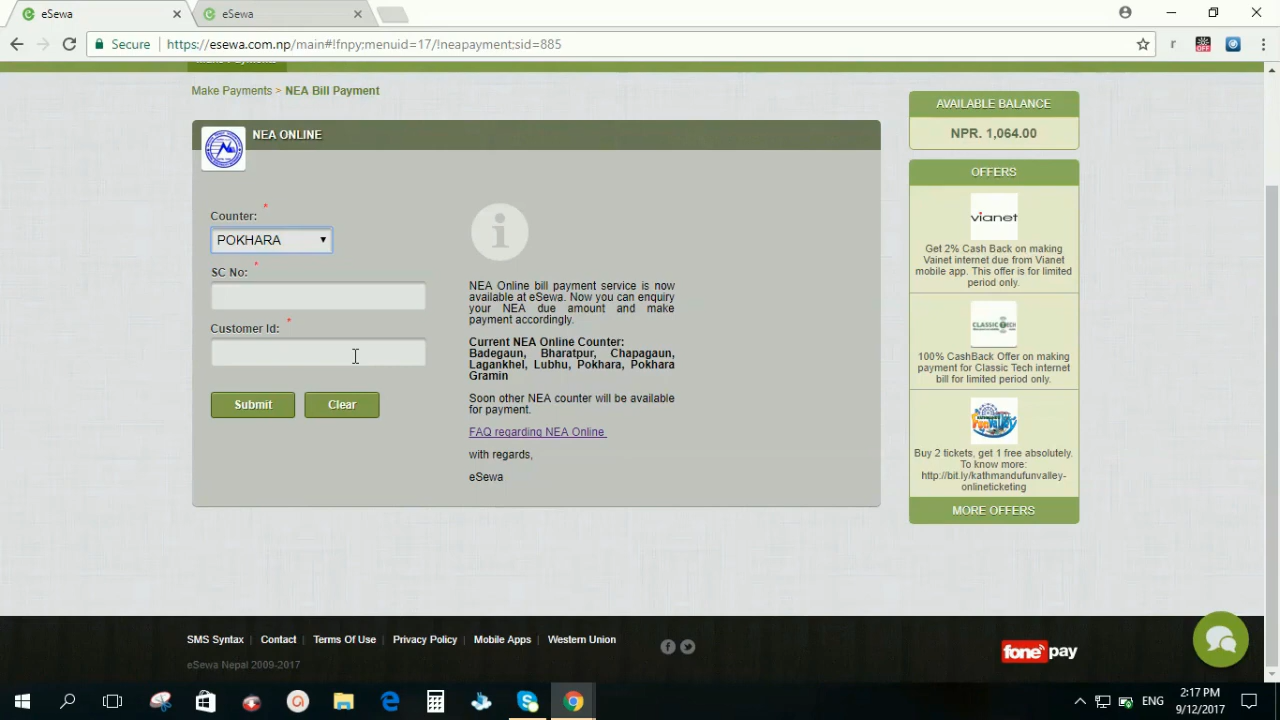 eSewa
eSewa
Secure
https://esewa.com.np/main#!fnpy:menuid=17/!neapayment:sid=885
r
OFF
Make Payments > NEA Bill Payment
NEA ONLINE
Counter: *
POKHARA
SC No: *
Customer Id: *
Submit
Clear
i
NEA Online bill payment service is now
available at eSewa. Now you can enquiry
your NEA due amount and make
payment accordingly.
Current NEA Online Counter:
Badegaun, Bharatpur, Chapagaun,
Lagankhel, Lubhu, Pokhara, Pokhara
Gramin
Soon other NEA counter will be available
for payment.
FAQ regarding NEA Online
with regards,
eSewa
AVAILABLE BALANCE
NPR. 1,064.00
OFFERS
vianet
Get 2% Cash Back on making
Vainet internet due from Vianet
mobile app. This offer is for limited
period only.
CLASSIC TECH
100% CashBack Offer on making
payment for Classic Tech internet
bill for limited period only.
Fun Valley
Buy 2 tickets, get 1 free absolutely.
To know more:
http://bit.ly/kathmandufunvalley-
onlineticketing
MORE OFFERS
SMS Syntax | Contact | Terms Of Use | Privacy Policy | Mobile Apps | Western Union
eSewa Nepal 2009-2017
fonepay
ENG
2:17 PM
9/12/2017